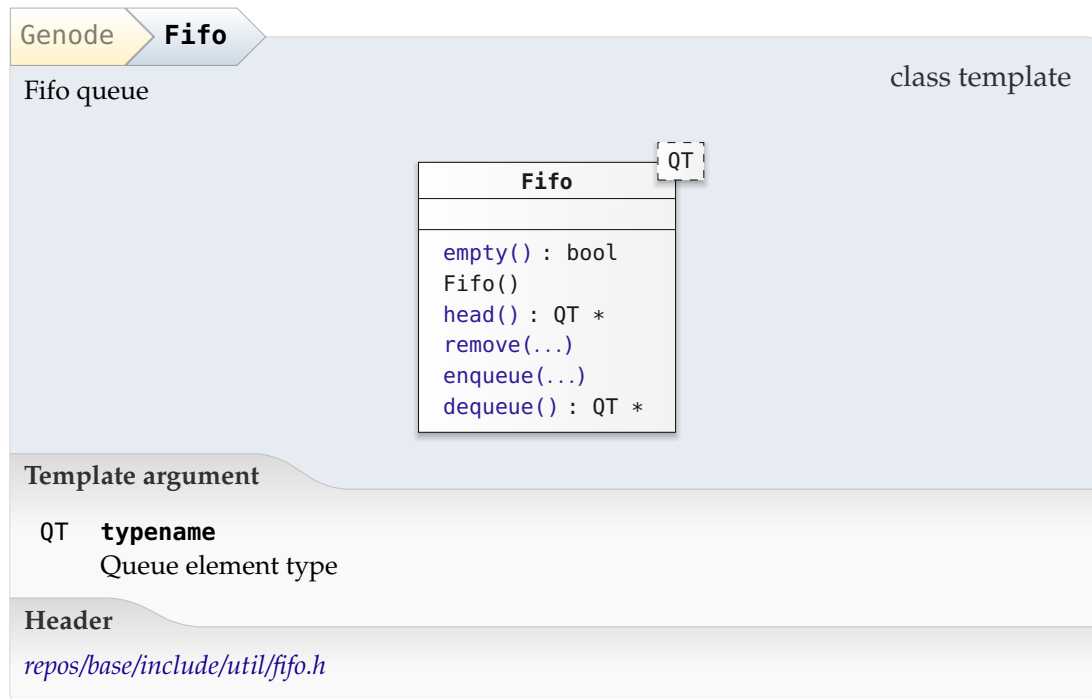 Genode Fifo
Fifo queue
class template
QT
Fifo
empty() : bool
Fifo()
head() : QT *
remove(...)
enqueue(...)
dequeue() : QT *
Template argument
QT typename
Queue element type
Header
repos/base/include/util/fifo.h